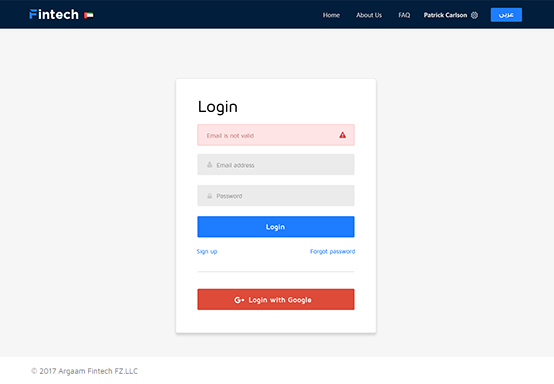 Fintech
Home About Us FAQ Patrick Carlson عربى
Login
Email is not valid
Email address
Password
Login
Sign up Forgot password
G+ Login with Google
© 2017 Argaam Fintech FZ.LLC